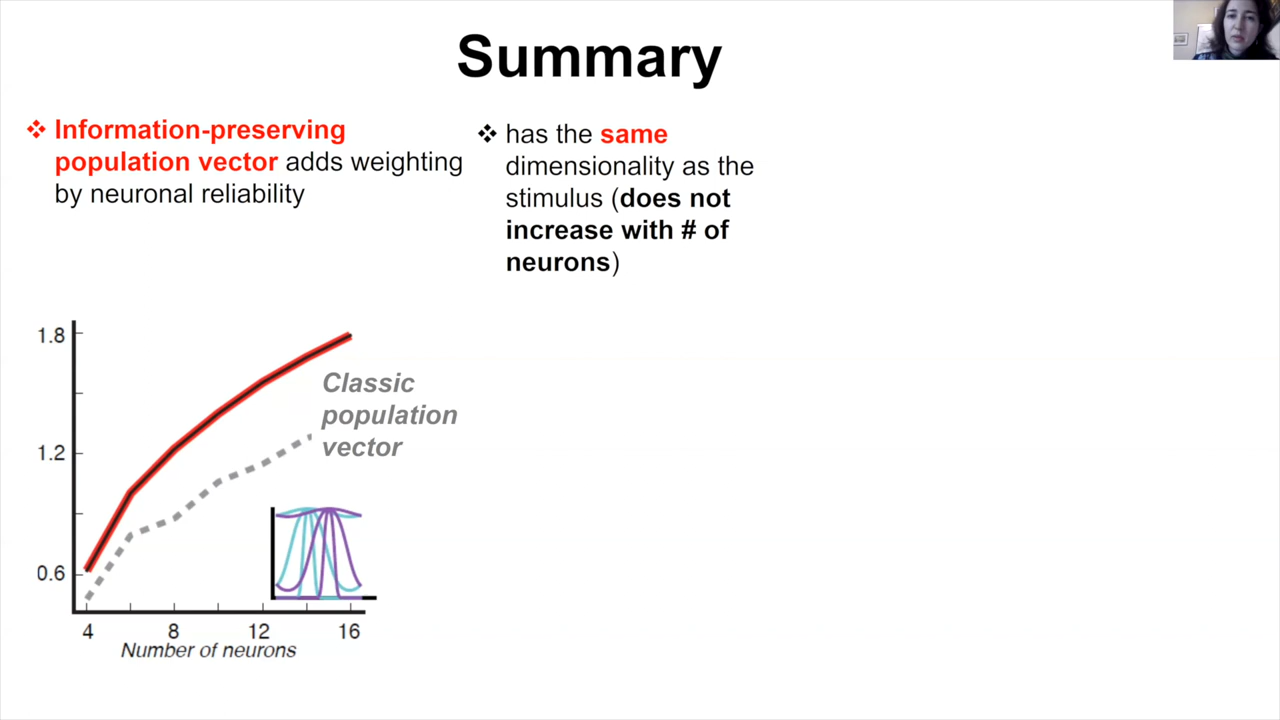 Summary
❖ Information-preserving
population vector adds weighting
by neuronal reliability
❖ has the same
dimensionality as the
stimulus (does not
increase with # of
neurons)
1.8
1.2
0.6
Classic
population
vector
4 8 12 16
Number of neurons